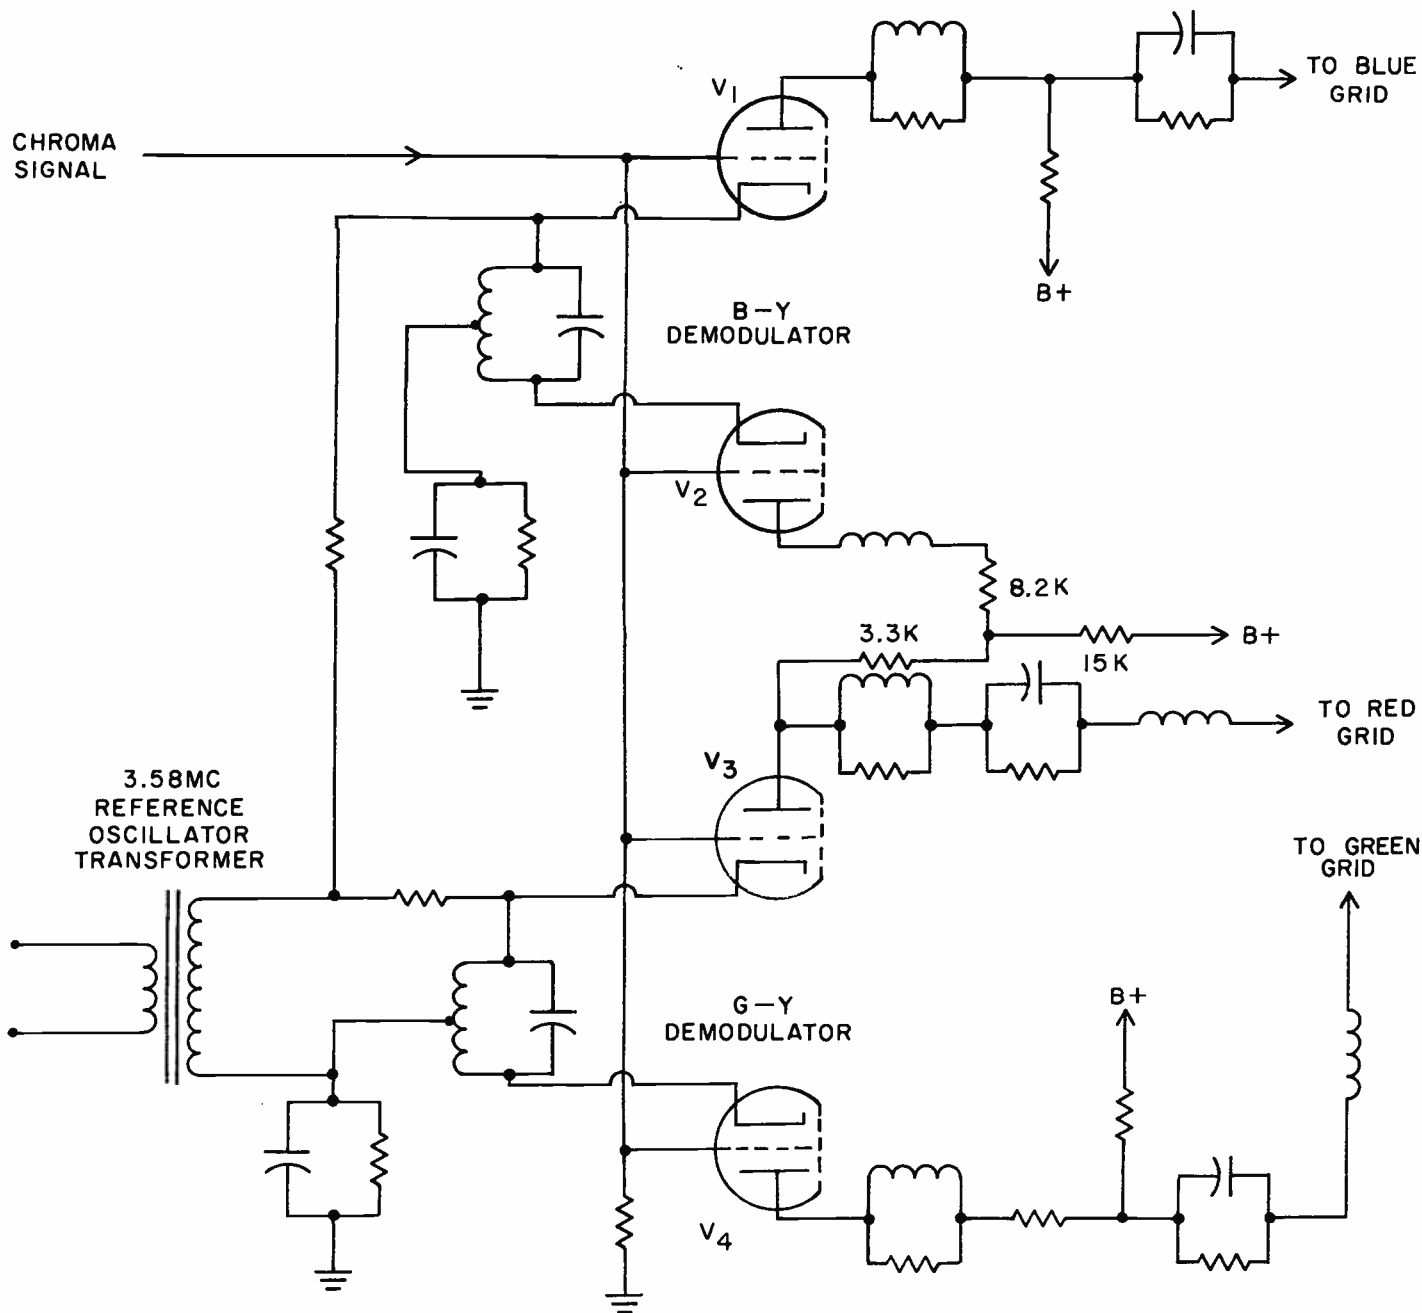 V1
TO BLUE
GRID
CHROMA
SIGNAL
B+
B-Y
DEMODULATOR
V2
8.2K
3.3K
B+
15K
TO RED
GRID
V3
3.58MC
REFERENCE
OSCILLATOR
TRANSFORMER
TO GREEN
GRID
G-Y
DEMODULATOR
B+
V4